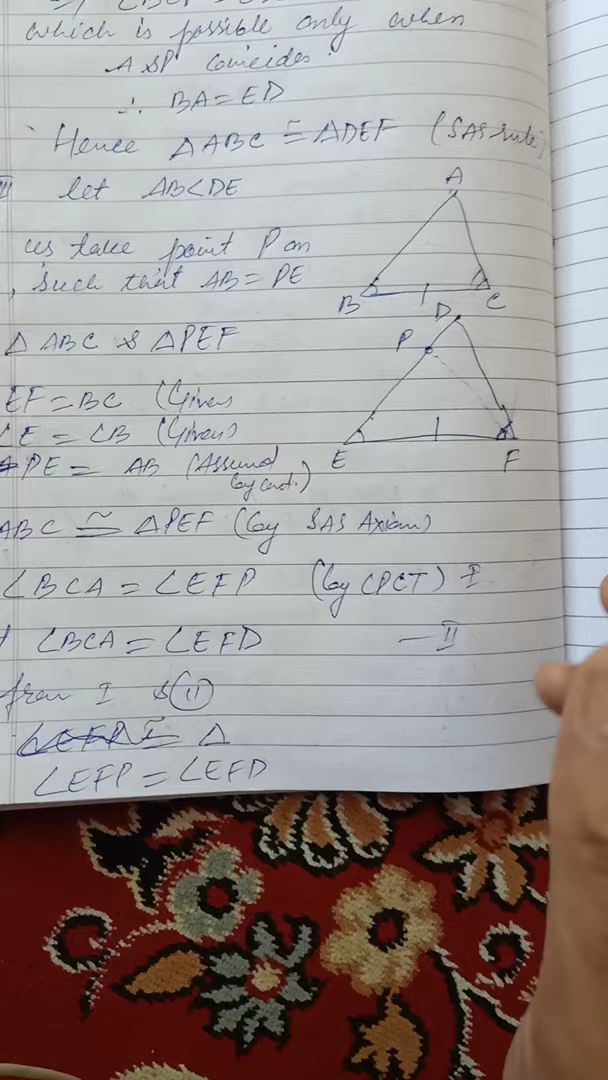 which is possible only when
A & P Coincides.
∴ BA = ED
Hence △ABC ≅ △DEF (SAS rule)
III let AB<DE
us take point P on
, such that AB = PE
△ ABC & △PEF
EF = BC (Given
∠E = ∠B (Given)
PE = AB (Assumed
by const.)
ABC ≅ △PEF (by SAS Axiom)
∠BCA = ∠EFP (by CPCT) I
∠BCA = ∠EFD — II
from I & II
△
∠EFP = ∠EFD
A
B
C
D
P
E
F